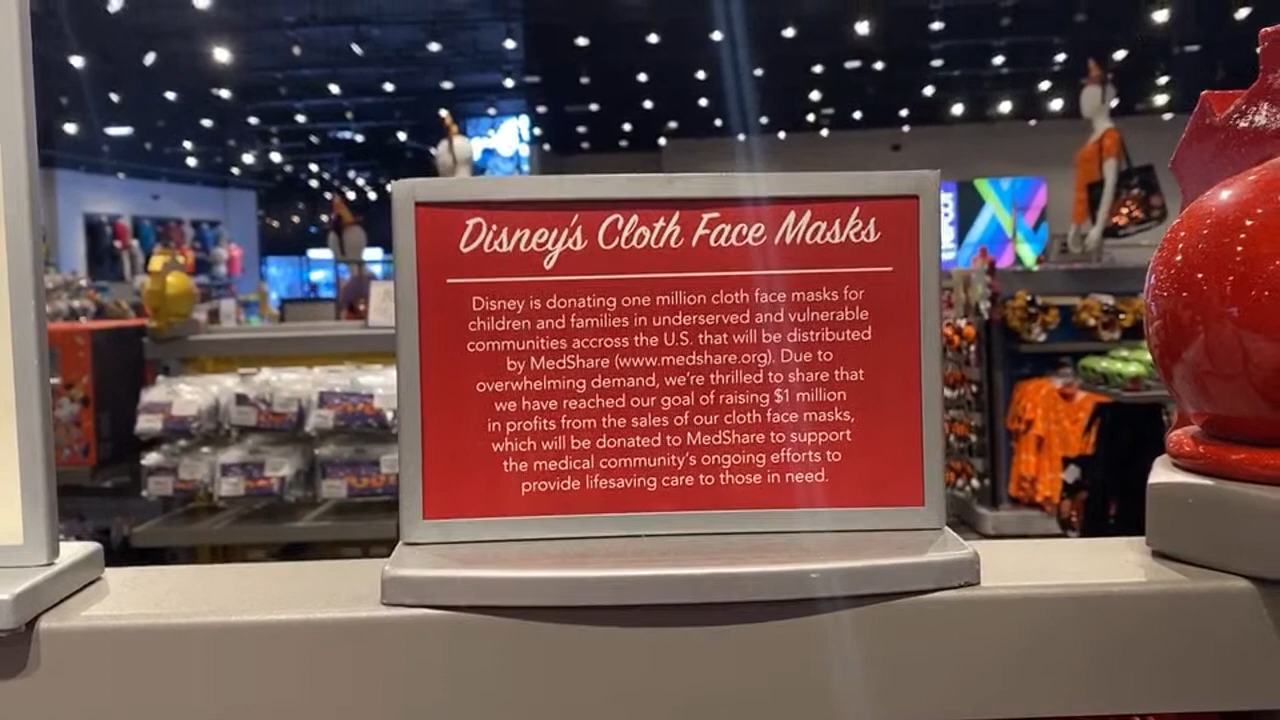 Disney's Cloth Face Masks
Disney is donating one million cloth face masks for
children and families in underserved and vulnerable
communities accross the U.S. that will be distributed
by MedShare (www.medshare.org). Due to
overwhelming demand, we're thrilled to share that
we have reached our goal of raising $1 million
in profits from the sales of our cloth face masks,
which will be donated to MedShare to support
the medical community's ongoing efforts to
provide lifesaving care to those in need.